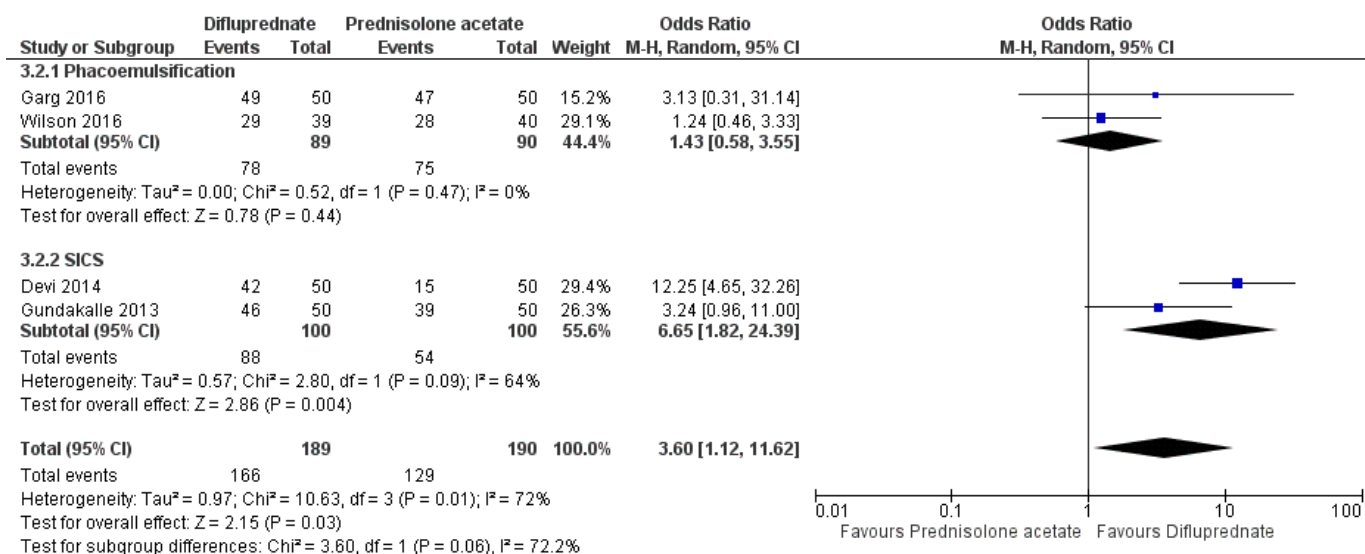 Difluprednate Prednisolone acetate Odds Ratio Odds Ratio
Study or Subgroup Events Total Events Total Weight M-H, Random, 95% CI M-H, Random, 95% CI
3.2.1 Phacoemulsification
Garg 2016 49 50 47 50 15.2% 3.13 [0.31, 31.14]
Wilson 2016 29 39 28 40 29.1% 1.24 [0.46, 3.33]
Subtotal (95% CI) 89 90 44.4% 1.43 [0.58, 3.55]
Total events 78 75
Heterogeneity: Tau² = 0.00; Chi² = 0.52, df = 1 (P = 0.47); I² = 0%
Test for overall effect: Z = 0.78 (P = 0.44)
3.2.2 SICS
Devi 2014 42 50 15 50 29.4% 12.25 [4.65, 32.26]
Gundakalle 2013 46 50 39 50 26.3% 3.24 [0.96, 11.00]
Subtotal (95% CI) 100 100 55.6% 6.65 [1.82, 24.39]
Total events 88 54
Heterogeneity: Tau² = 0.57; Chi² = 2.80, df = 1 (P = 0.09); I² = 64%
Test for overall effect: Z = 2.86 (P = 0.004)
Total (95% CI) 189 190 100.0% 3.60 [1.12, 11.62]
Total events 166 129
Heterogeneity: Tau² = 0.97; Chi² = 10.63, df = 3 (P = 0.01); I² = 72%
Test for overall effect: Z = 2.15 (P = 0.03)
Test for subgroup differences: Chi² = 3.60, df = 1 (P = 0.06), I² = 72.2%
0.01 0.1 1 10 100
Favours Prednisolone acetate Favours Difluprednate